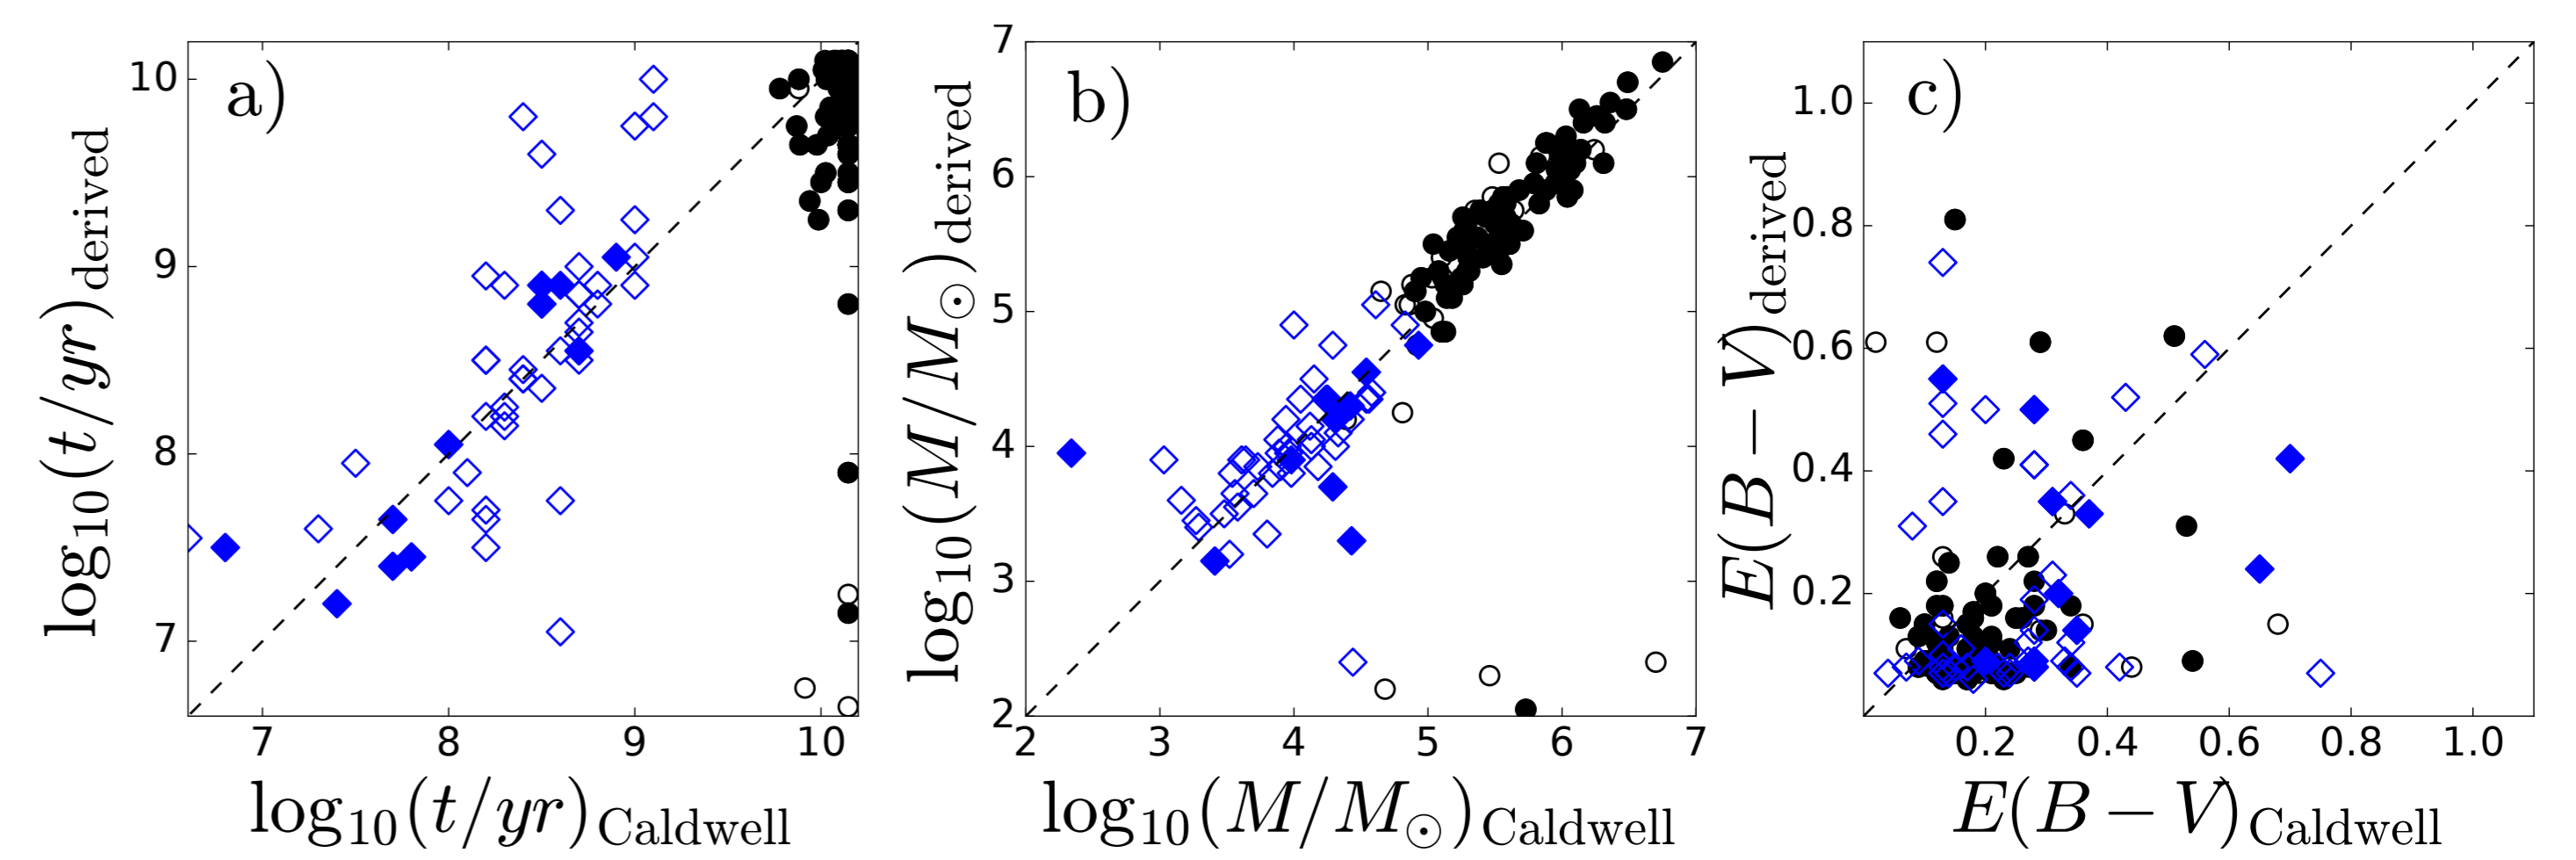 a)
10
9
8
7
7 8 9 10
log₁₀(t/yr)derived
log₁₀(t/yr)Caldwell
b)
7
6
5
4
3
2
2 3 4 5 6 7
log₁₀(M/M⊙)derived
log₁₀(M/M⊙)Caldwell
c)
1.0
0.8
0.6
0.4
0.2
0.2 0.4 0.6 0.8 1.0
E(B − V)derived
E(B − V)Caldwell